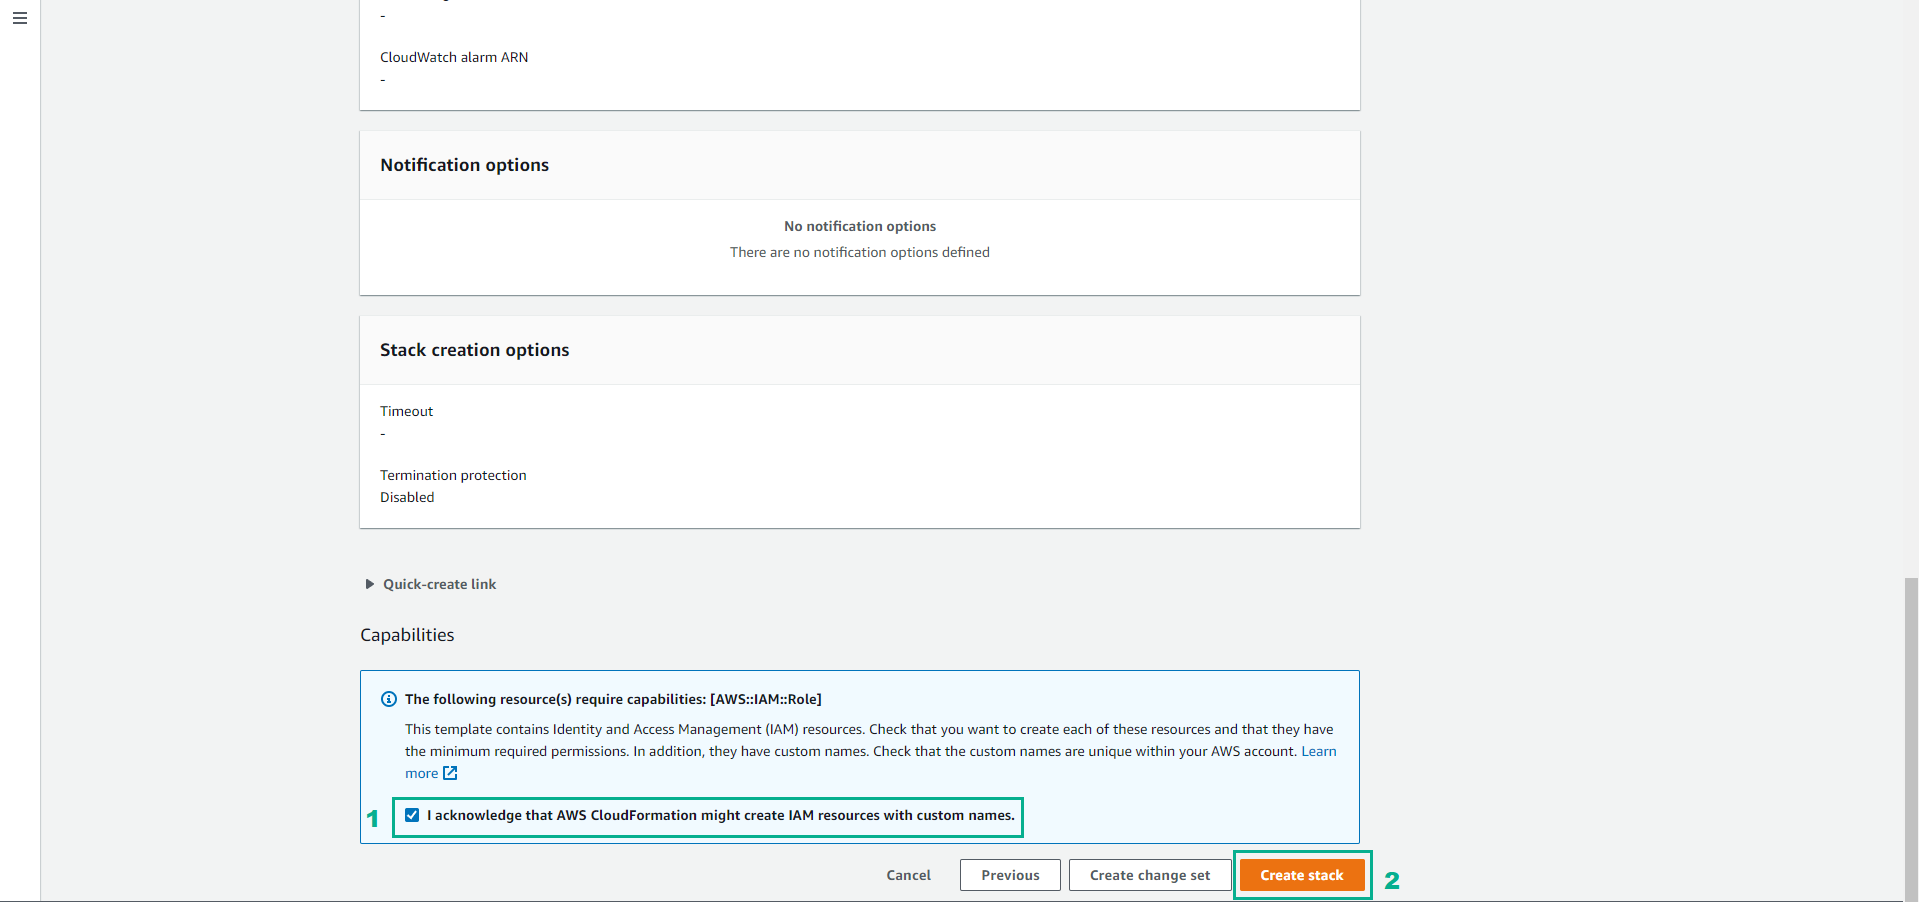 -
CloudWatch alarm ARN
-
Notification options
No notification options
There are no notification options defined
Stack creation options
Timeout
-
Termination protection
Disabled
Quick-create link
Capabilities
The following resource(s) require capabilities: [AWS::IAM::Role]
This template contains Identity and Access Management (IAM) resources. Check that you want to create each of these resources and that they have
the minimum required permissions. In addition, they have custom names. Check that the custom names are unique within your AWS account. Learn
more
1 I acknowledge that AWS CloudFormation might create IAM resources with custom names.
Cancel Previous Create change set Create stack 2